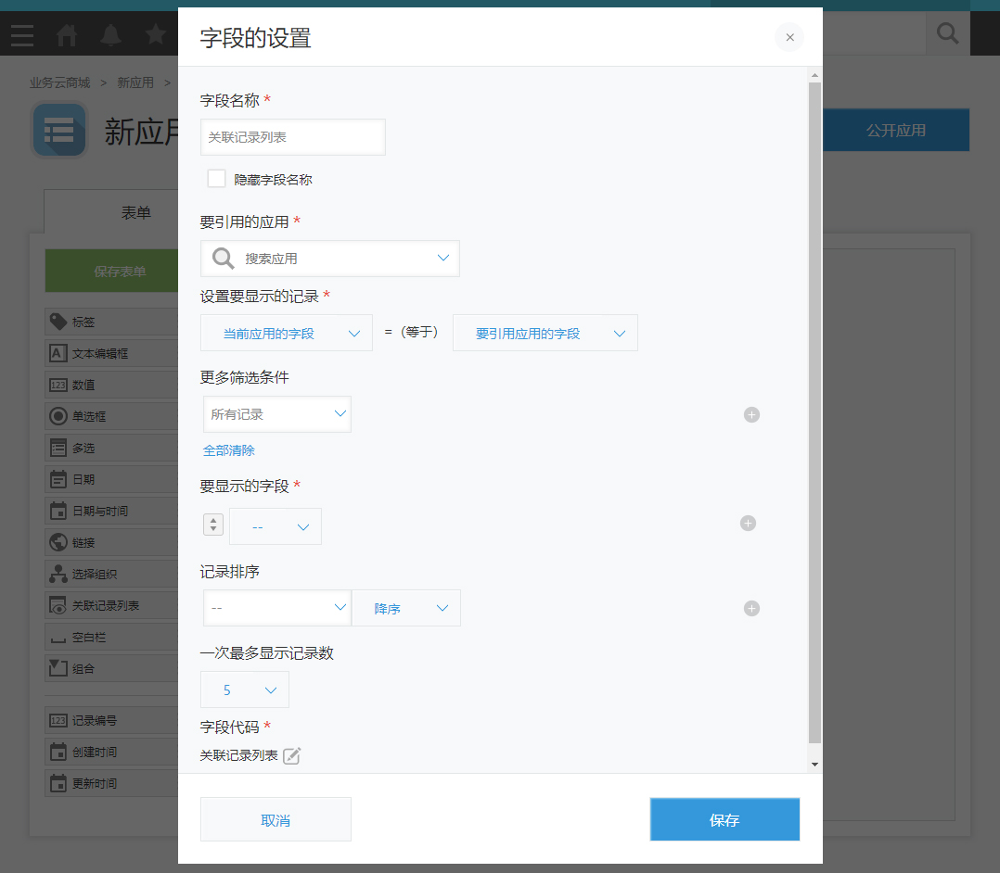 字段的设置
业务云商城 > 新应用 >
新应用
公开应用
表单
保存表单
标签
文本编辑框
数值
单选框
多选
日期
日期与时间
链接
选择组织
关联记录列表
空白栏
组合
记录编号
创建时间
更新时间
字段名称 *
关联记录列表
隐藏字段名称
要引用的应用 *
搜索应用
设置要显示的记录 *
当前应用的字段 =（等于） 要引用应用的字段
更多筛选条件
所有记录
全部清除
要显示的字段 *
--
记录排序
-- 降序
一次最多显示记录数
5
字段代码 *
关联记录列表
取消 保存